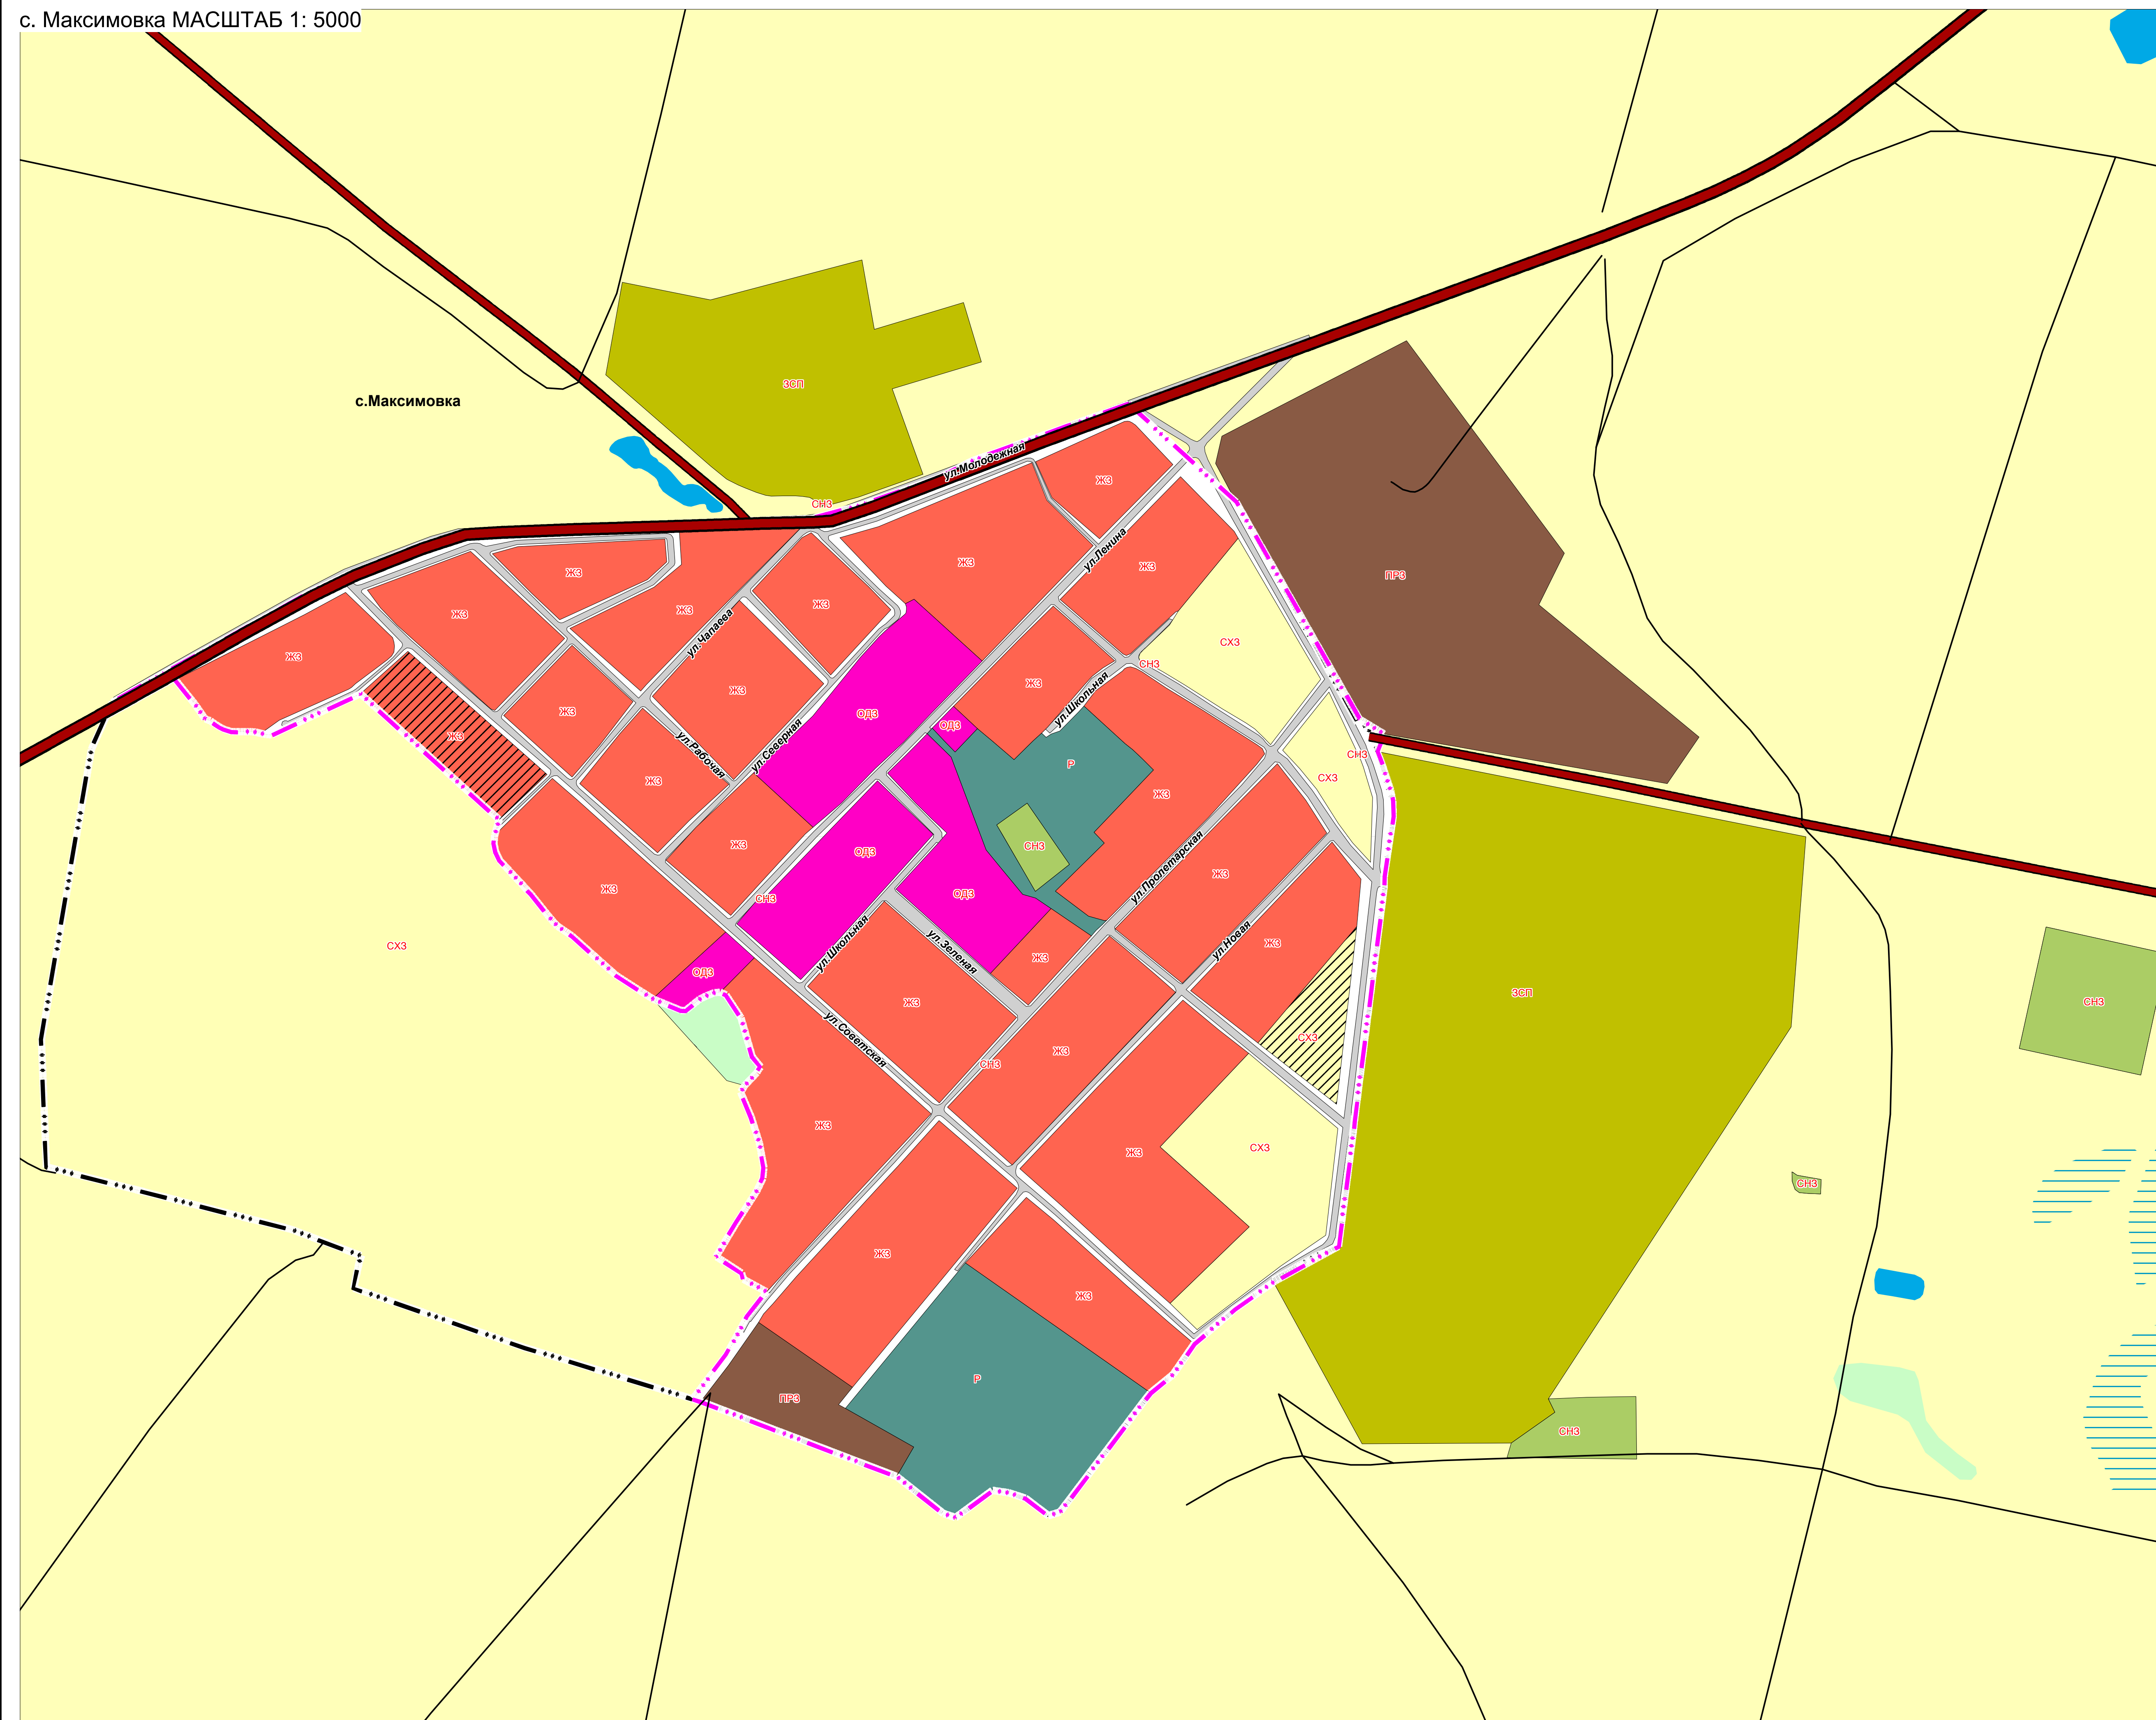 с. Максимовка МАСШТАБ 1: 5000
ЗСП
с.Максимовка
ул.Молодежная
ЖЗ
СНЗ
ул.Ленина
ЖЗ
ЖЗ
ЖЗ
ПРЗ
ЖЗ
ЖЗ
ЖЗ
ул.Чапаева
СХЗ
ЖЗ
СНЗ
ЖЗ
ЖЗ
ул.Школьная
ЖЗ
ОДЗ
ОДЗ
ЖЗ
ул.Рабочая
ул.Северная
СНЗ
Р
СХЗ
ЖЗ
ЖЗ
ЖЗ
СНЗ
ОДЗ
ул.Пролетарская
ЖЗ
ЖЗ
ОДЗ
СНЗ
ул.Новая
ЖЗ
ул.Школьная
СХЗ
ул.Зеленая
ЖЗ
ОДЗ
ЗСП
СНЗ
ЖЗ
ул.Советская
СХЗ
ЖЗ
СНЗ
ЖЗ
СХЗ
ЖЗ
СНЗ
ЖЗ
ЖЗ
Р
ПРЗ
СНЗ